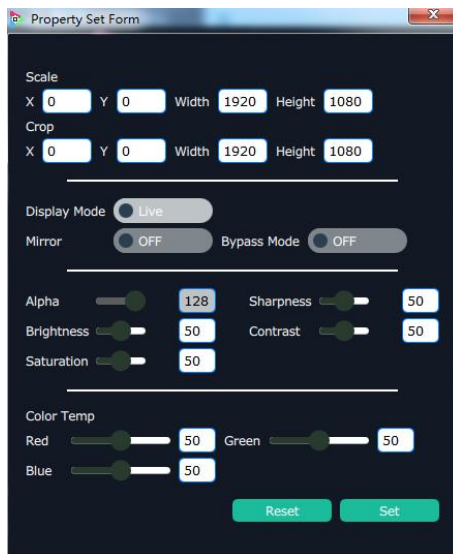 Property Set Form
Scale
X 0 Y 0 Width 1920 Height 1080
Crop
X 0 Y 0 Width 1920 Height 1080
Display Mode Live
Mirror OFF Bypass Mode OFF
Alpha 128 Sharpness 50
Brightness 50 Contrast 50
Saturation 50
Color Temp
Red 50 Green 50
Blue 50
Reset Set